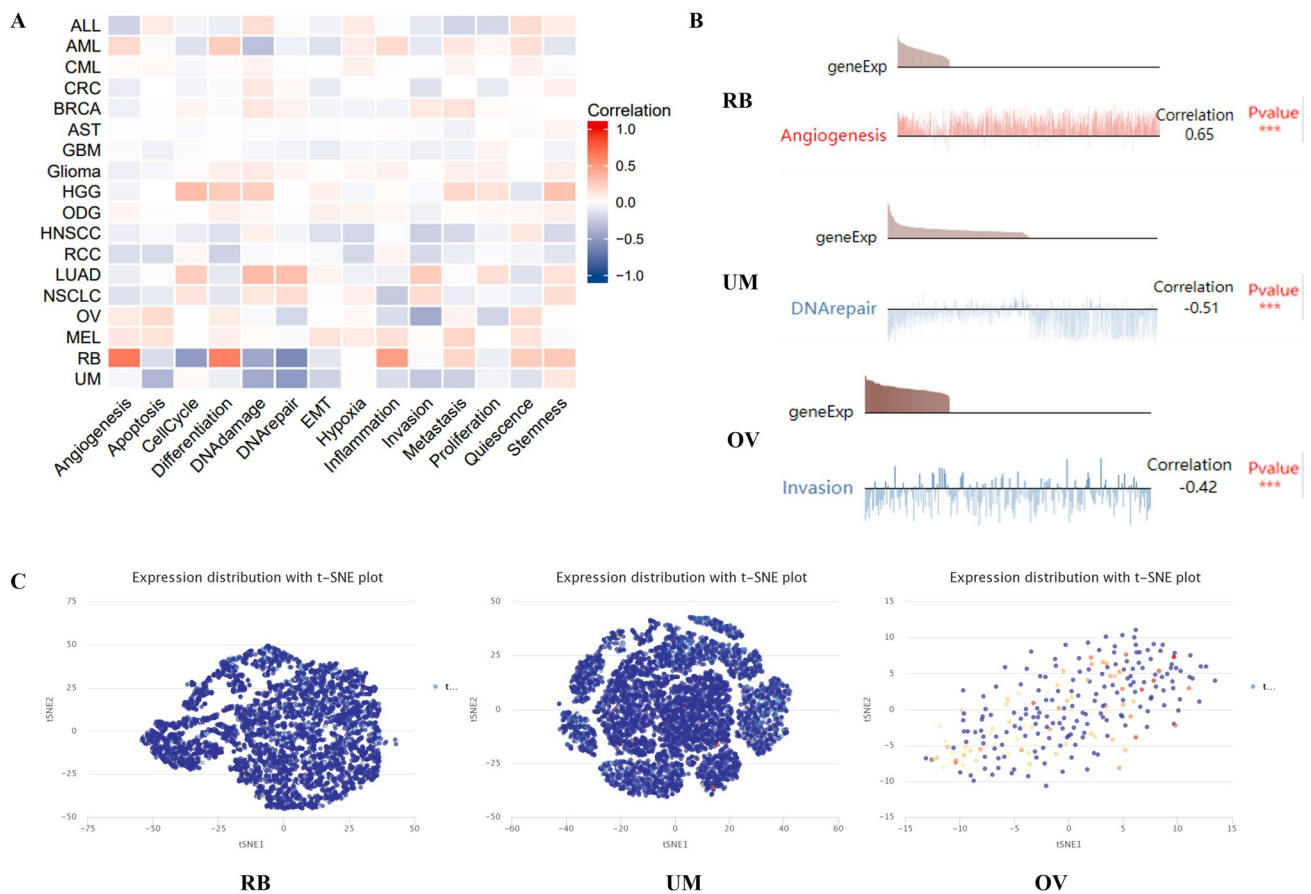 A
ALL
AML
CML
CRC
BRCA
AST
GBM
Glioma
HGG
ODG
HNSCC
RCC
LUAD
NSCLC
OV
MEL
RB
UM
Angiogenesis
Apoptosis
CellCycle
Differentiation
DNAdamage
DNArepair
EMT
Hypoxia
Inflammation
Invasion
Metastasis
Proliferation
Quiescence
Stemness
Correlation
1.0
0.5
0.0
−0.5
−1.0
B
geneExp
RB
Angiogenesis
Correlation
0.65
Pvalue
***
geneExp
UM
DNArepair
Correlation
-0.51
Pvalue
***
geneExp
OV
Invasion
Correlation
-0.42
Pvalue
***
C
Expression distribution with t−SNE plot
75
50
25
0
−25
−50
tSNE2
−75
−50
−25
0
25
50
tSNE1
t...
RB
Expression distribution with t−SNE plot
50
25
0
−25
−50
tSNE2
−60
−40
−20
0
20
40
60
tSNE1
UM
Expression distribution with t−SNE plot
15
10
5
0
−5
−10
−15
tSNE2
−15
−10
−5
0
5
10
15
tSNE1
t...
OV